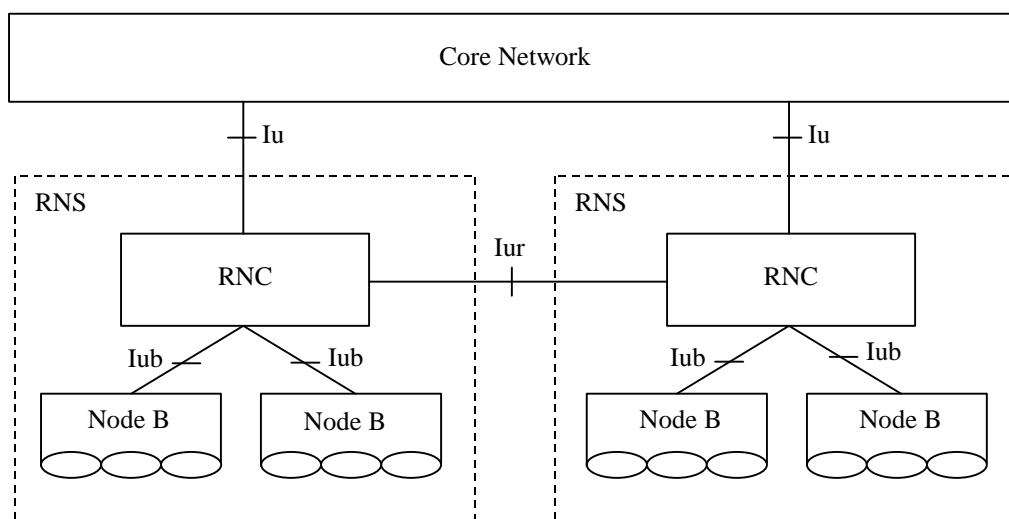 Core Network
Iu
Iu
RNS
RNS
Iur
RNC
RNC
Iub
Iub
Iub
Iub
Node B
Node B
Node B
Node B